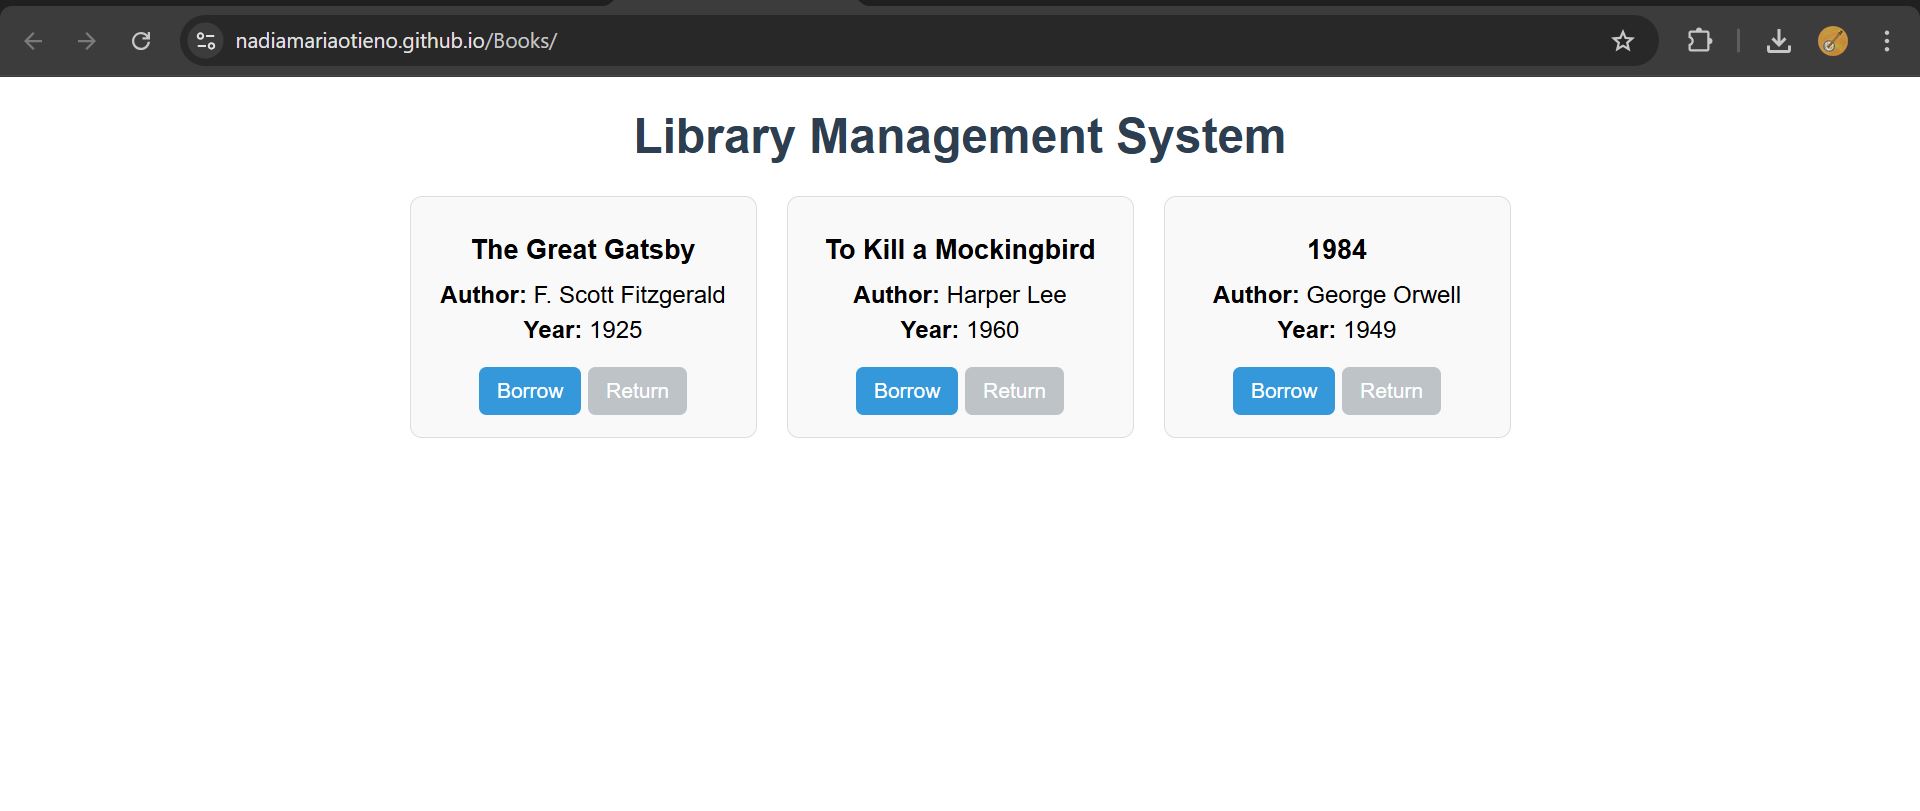 nadiamariaotieno.github.io/Books/
Library Management System
The Great Gatsby
Author: F. Scott Fitzgerald
Year: 1925
Borrow Return
To Kill a Mockingbird
Author: Harper Lee
Year: 1960
Borrow Return
1984
Author: George Orwell
Year: 1949
Borrow Return